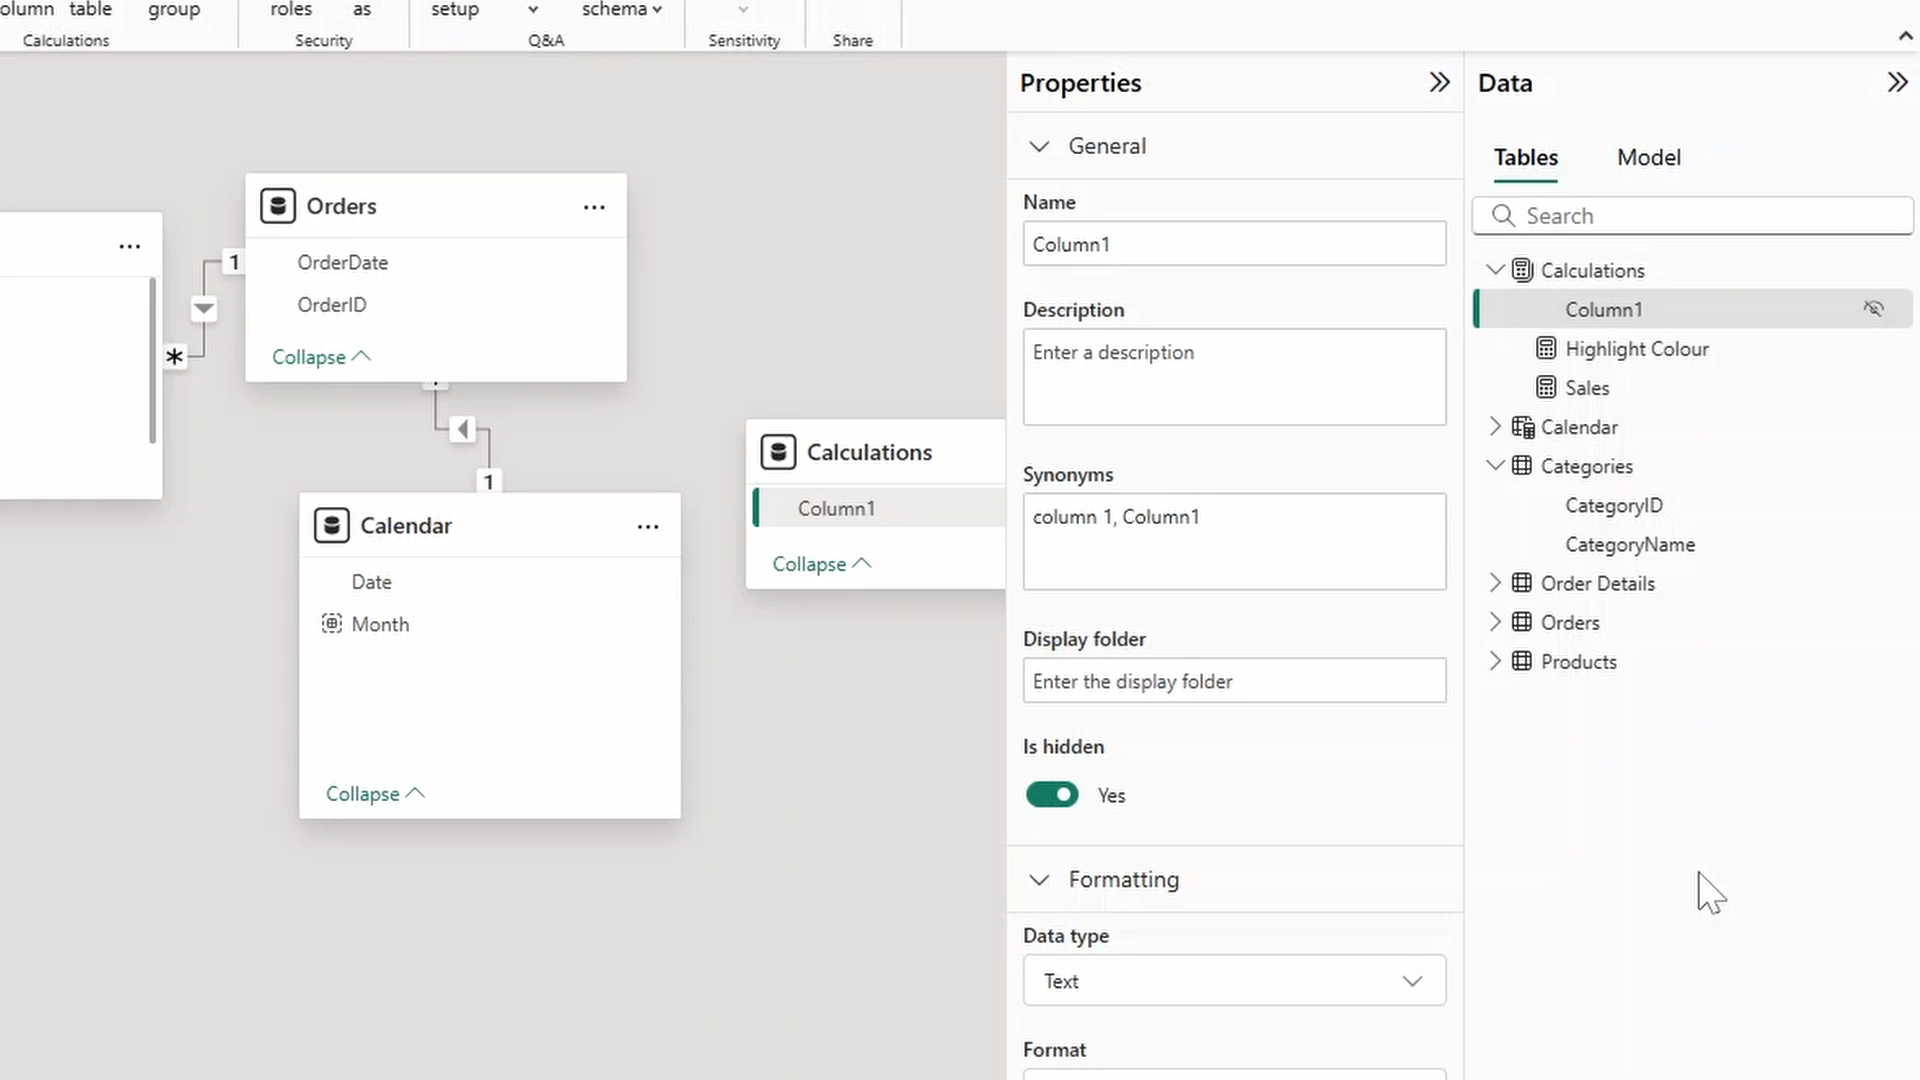 olumn table group roles as setup schema
Calculations Security Q&A Sensitivity Share
Orders
OrderDate
OrderID
Collapse
1
*
1
Calendar
Date
Month
Collapse
Calculations
Column1
Collapse
Properties
General
Name
Column1
Description
Enter a description
Synonyms
column 1, Column1
Display folder
Enter the display folder
Is hidden
Yes
Formatting
Data type
Text
Format
Data
Tables Model
Search
Calculations
Column1
Highlight Colour
Sales
Calendar
Categories
CategoryID
CategoryName
Order Details
Orders
Products